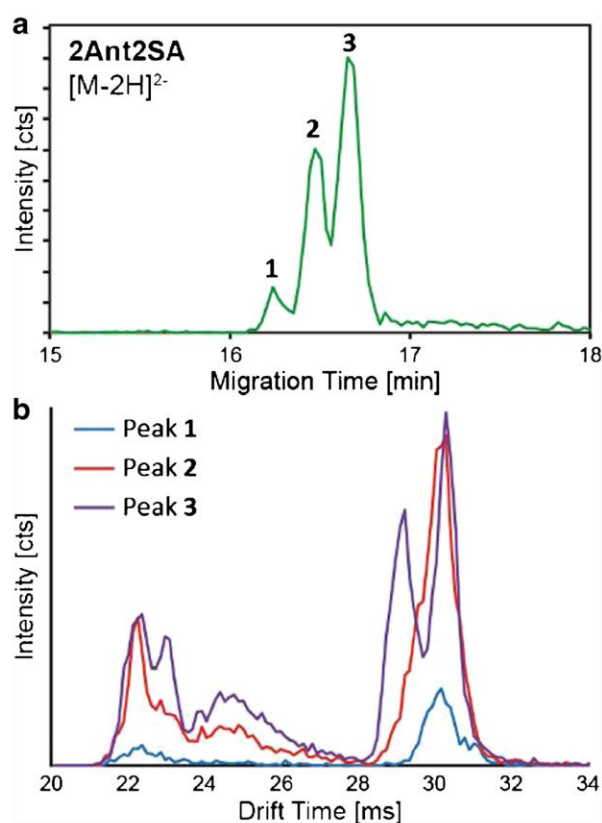 a
2Ant2SA
[M-2H]²⁻
1
2
3
Intensity [cts]
15
16
17
18
Migration Time [min]
b
Peak 1
Peak 2
Peak 3
Intensity [cts]
20
22
24
26
28
30
32
34
Drift Time [ms]